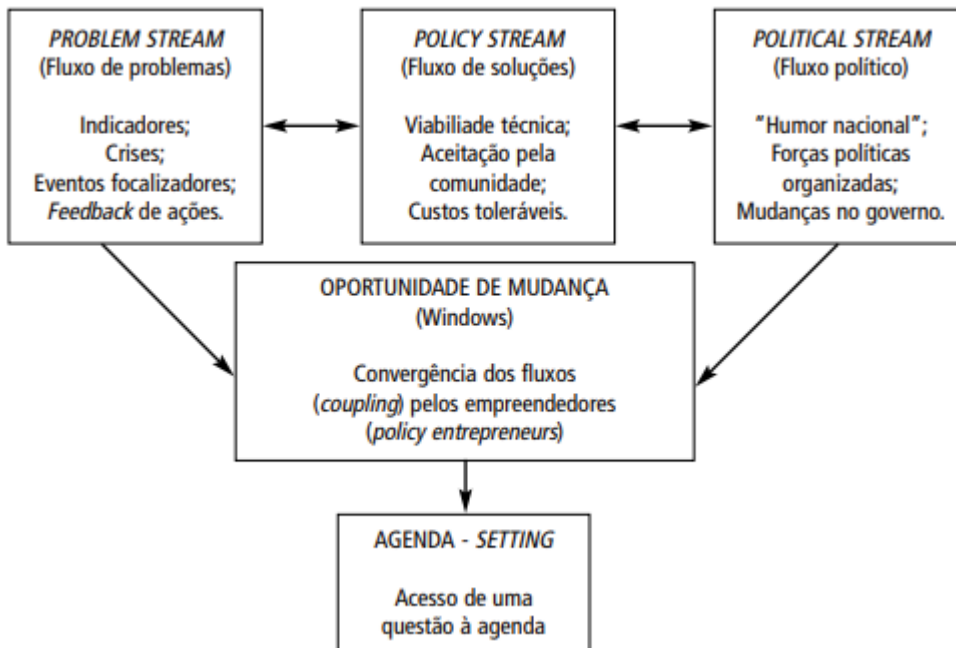 PROBLEM STREAM
(Fluxo de problemas)
Indicadores;
Crises;
Eventos focalizadores;
Feedback de ações.
POLICY STREAM
(Fluxo de soluções)
Viabiliade técnica;
Aceitação pela
comunidade;
Custos toleráveis.
POLITICAL STREAM
(Fluxo político)
"Humor nacional";
Forças políticas
organizadas;
Mudanças no governo.
OPORTUNIDADE DE MUDANÇA
(Windows)
Convergência dos fluxos
(coupling) pelos empreendedores
(policy entrepreneurs)
AGENDA - SETTING
Acesso de uma
questão à agenda